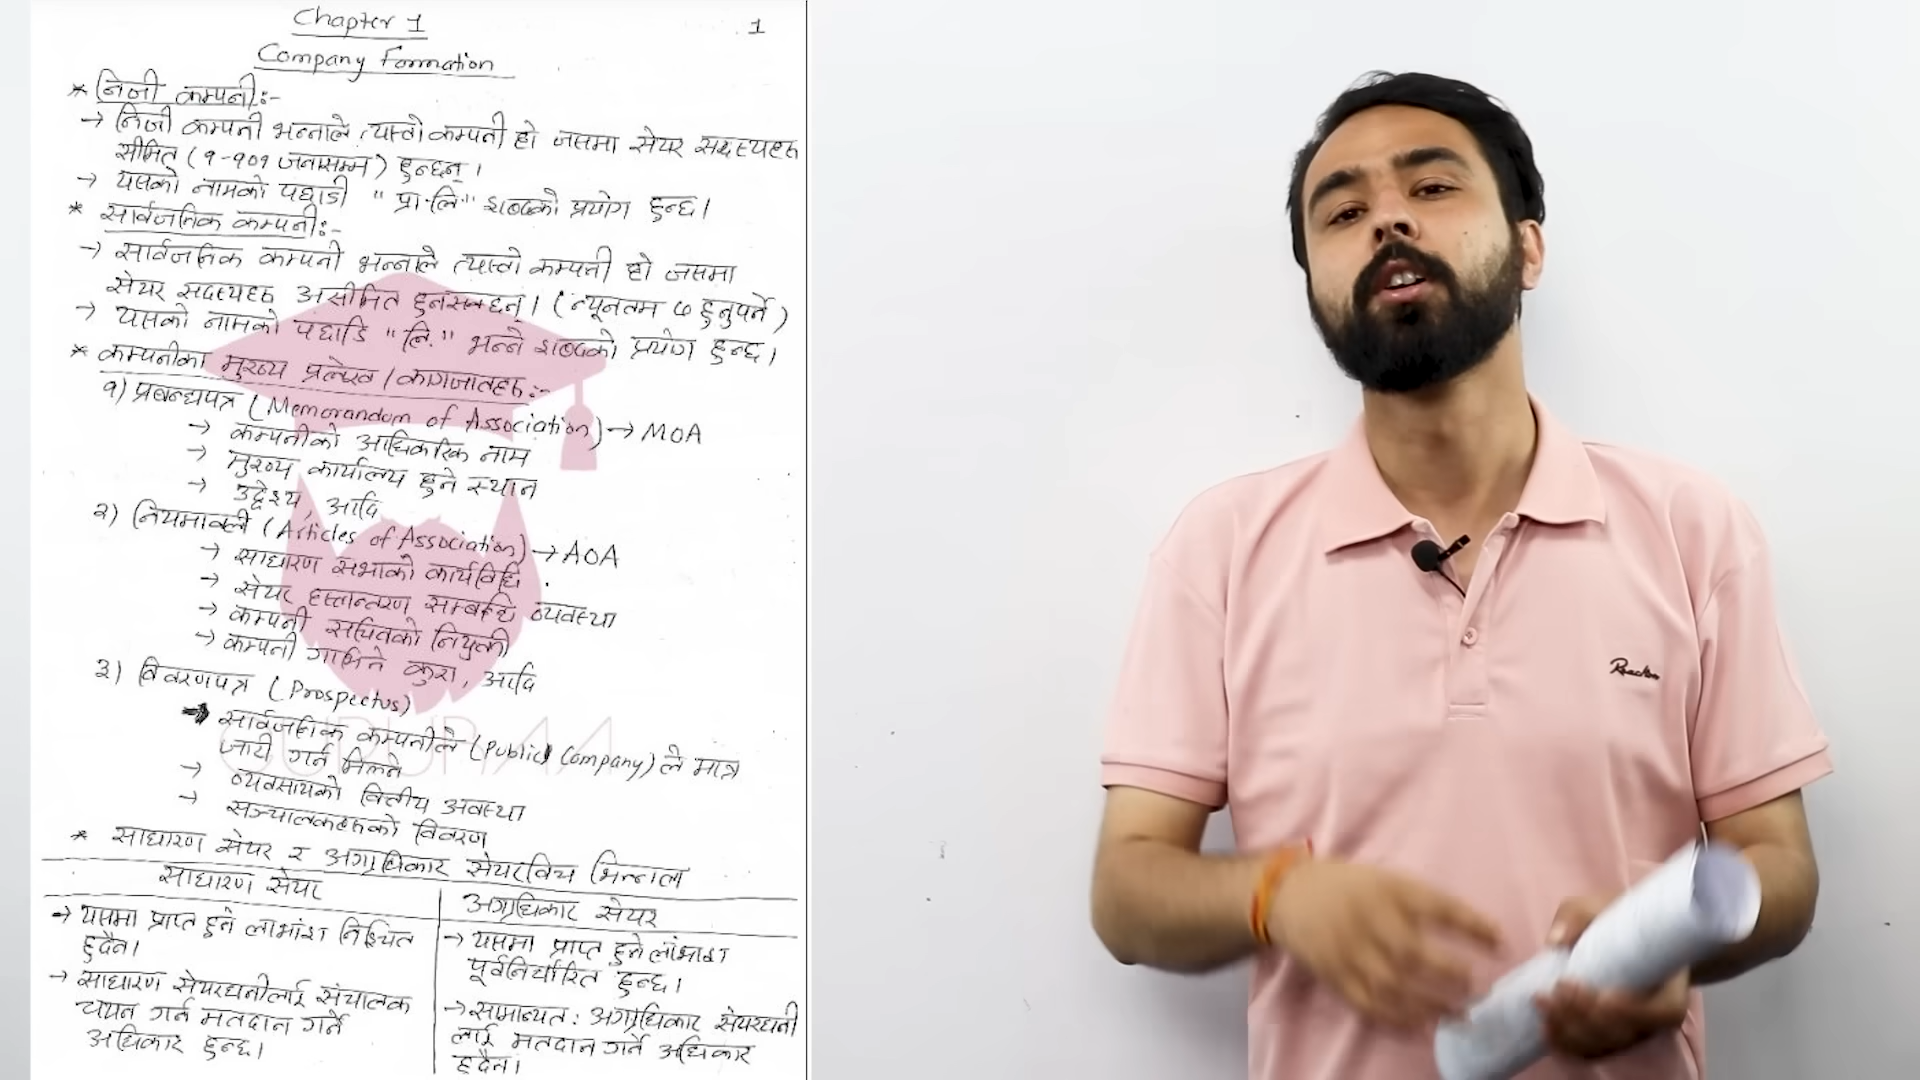 Chapter 1
1
Company Formation
* निजी कम्पनी:-
→ निजी कम्पनी भन्नाले त्यस्तो कम्पनी हो जसमा सेयर सदस्यहरु
सीमित (१-१०१ जनासम्म) हुन्छन्।
→ यसको नामको पछाडी "प्रा.लि." शब्दको प्रयोग हुन्छ।
* सार्वजनिक कम्पनी:-
→ सार्वजनिक कम्पनी भन्नाले त्यस्तो कम्पनी हो जसमा
सेयर सदस्यहरु असीमित हुनसक्छन्। (न्यूनतम ७ हुनुपर्ने)
→ यसको नामको पछाडि "लि." भन्ने शब्दको प्रयोग हुन्छ।
* कम्पनीका मुख्य प्रलेख/कागजातहरु:-
१) प्रबन्धपत्र (Memorandum of Association) → MOA
→ कम्पनीको आधिकारिक नाम
→ मुख्य कार्यालय हुने स्थान
→ उद्देश्य, आदि
२) नियमावली (Articles of Association) → AOA
→ साधारण सभाको कार्यविधि
→ सेयर हस्तान्तरण सम्बन्धि व्यवस्था
→ कम्पनी सचिवको नियुक्ती
→ कम्पनी गाभिने कुरा, आदि
३) विवरणपत्र (Prospectus)
→ सार्वजनिक कम्पनीले (Public Company) ले मात्र
जारी गर्न मिल्ने
→ व्यवसायको वित्तीय अवस्था
→ सञ्चालकहरुको विवरण
* साधारण सेयर र अग्राधिकार सेयरविच भिन्नता
साधारण सेयर
→ यसमा प्राप्त हुने लाभांश निश्चित
हुदैन।
→ साधारण सेयरधनीलाई संचालक
चयन गर्न मतदान गर्ने
अधिकार हुन्छ।
अग्राधिकार सेयर
→ यसमा प्राप्त हुने लाभांश
पूर्वनिर्धारित हुन्छ।
→ सामान्यत: अग्राधिकार सेयरधनी
लाई मतदान गर्ने अधिकार
हुदैन।